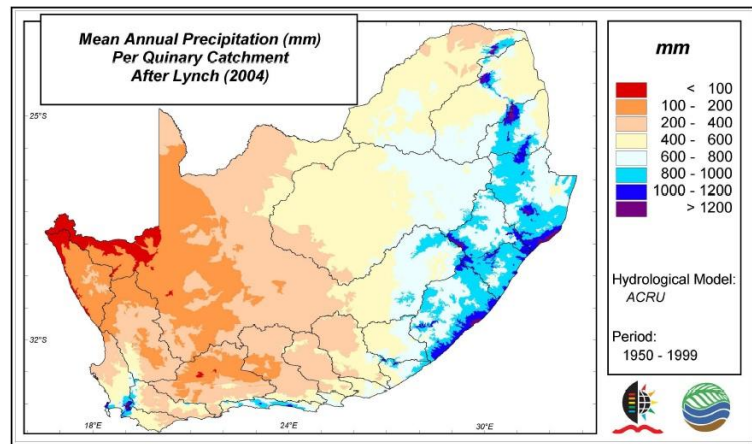 Mean Annual Precipitation (mm)
Per Quinary Catchment
After Lynch (2004)
mm
< 100
100 - 200
200 - 400
400 - 600
600 - 800
800 - 1000
1000 - 1200
> 1200
Hydrological Model:
ACRU
Period:
1950 - 1999
25°S
32°S
18°E
24°E
30°E